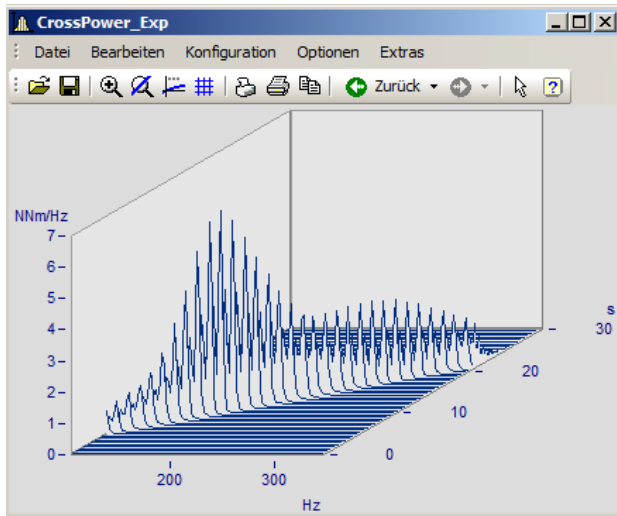 CrossPower_Exp
Datei Bearbeiten Konfiguration Optionen Extras
Zurück
NNm/Hz
7
6
5
4
3
2
1
0
200 300
Hz
0
10
20
30
s